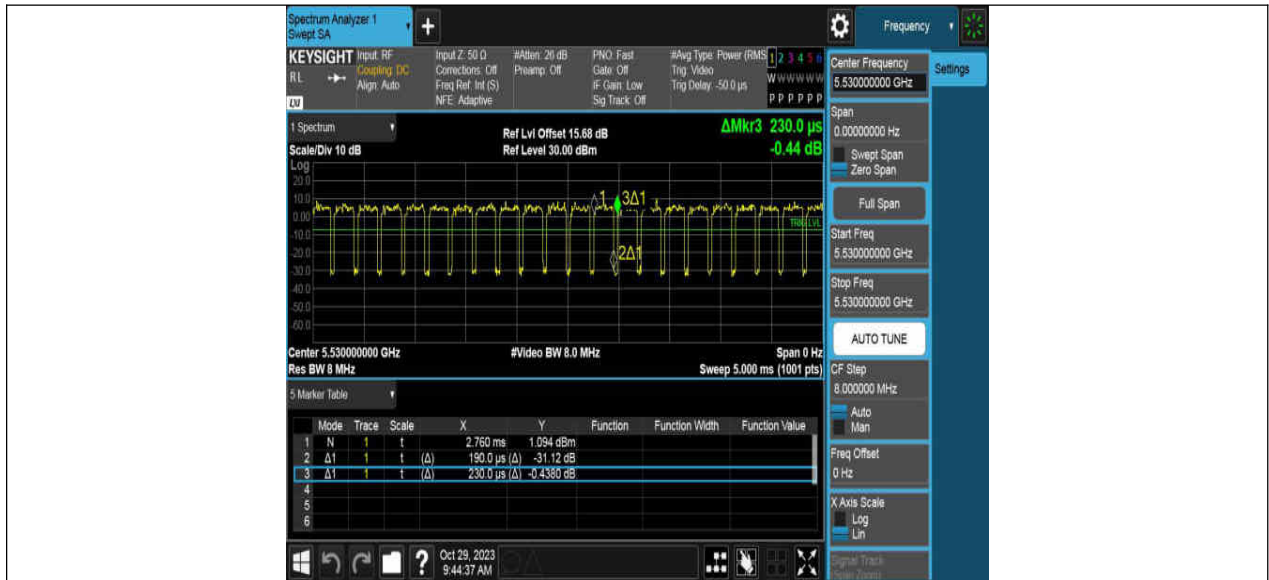 Spectrum Analyzer 1
Swept SA
Frequency
KEYSIGHT Input: RF Input Z: 50 Ω #Atten: 26 dB PNO: Fast #Avg Type: Power (RMS 1 2 3 4 5 6
RL Coupling: DC Corrections: Off Preamp: Off Gate: Off Trig: Video W W W W W W
Align: Auto Freq Ref: Int (S) IF Gain: Low Trig Delay: -50.0 µs
NFE: Adaptive Sig Track: Off P P P P P P
LXI
1 Spectrum
Ref Lvl Offset 15.68 dB
ΔMkr3 230.0 µs
Scale/Div 10 dB Ref Level 30.00 dBm -0.44 dB
Log
20.0
10.0
0.00
-10.0
-20.0
-30.0
-40.0
-50.0
-60.0
1
3Δ1
TRIG LVL
2Δ1
Center 5.530000000 GHz #Video BW 8.0 MHz Span 0 Hz
Res BW 8 MHz Sweep 5.000 ms (1001 pts)
5 Marker Table
Mode Trace Scale X Y Function Function Width Function Value
1 N 1 t 2.760 ms 1.094 dBm
2 Δ1 1 t (Δ) 190.0 µs (Δ) -31.12 dB
3 Δ1 1 t (Δ) 230.0 µs (Δ) -0.4380 dB
4
5
6
?
Oct 29, 2023
9:44:37 AM
Center Frequency
5.530000000 GHz
Settings
Span
0.00000000 Hz
Swept Span
Zero Span
Full Span
Start Freq
5.530000000 GHz
Stop Freq
5.530000000 GHz
AUTO TUNE
CF Step
8.000000 MHz
Auto
Man
Freq Offset
0 Hz
X Axis Scale
Log
Lin
Signal Track
(Span Zoom)